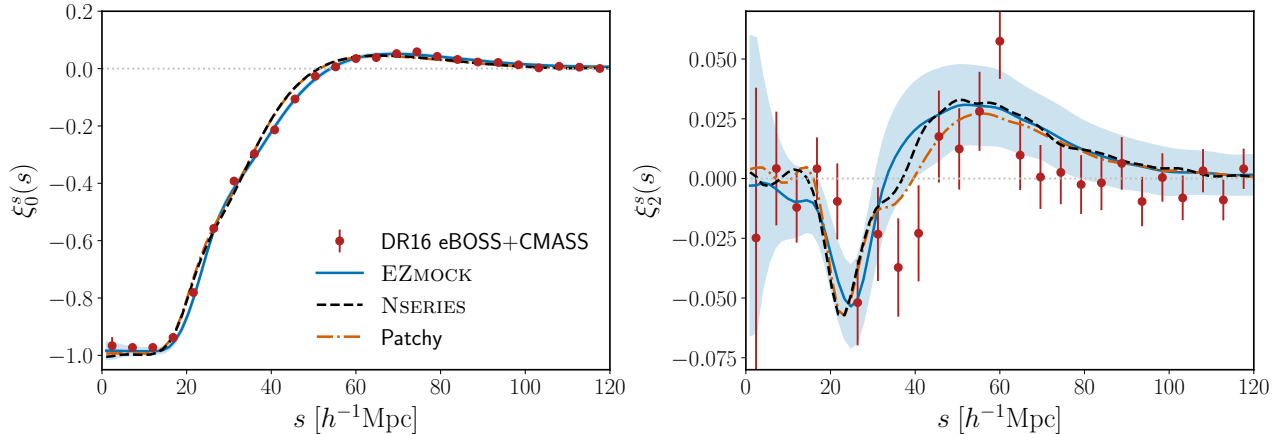 0.2
0.0
−0.2
−0.4
−0.6
−0.8
−1.0
ξ₀ˢ(s)
0 20 40 60 80 100 120
s [h⁻¹Mpc]
DR16 eBOSS+CMASS
EZMOCK
NSERIES
Patchy
0.050
0.025
0.000
−0.025
−0.050
−0.075
ξ₂ˢ(s)
0 20 40 60 80 100 120
s [h⁻¹Mpc]